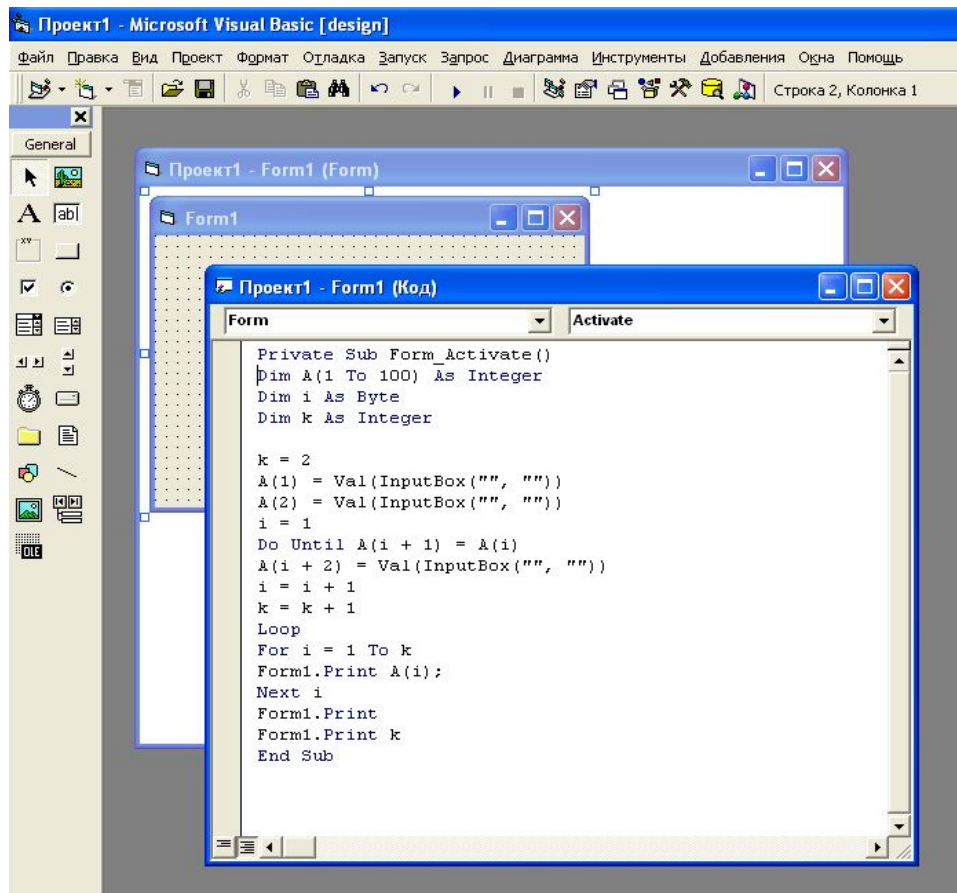 Проект1 - Microsoft Visual Basic [design]
Файл Правка Вид Проект Формат Отладка Запуск Запрос Диаграмма Инструменты Добавления Окна Помощь
Строка 2, Колонка 1
General
Проект1 - Form1 (Form)
A ab
xy
Form1
Проект1 - Form1 (Код)
Form Activate
Private Sub Form_Activate()
Dim A(1 To 100) As Integer
Dim i As Byte
Dim k As Integer
k = 2
A(1) = Val(InputBox("", ""))
A(2) = Val(InputBox("", ""))
i = 1
Do Until A(i + 1) = A(i)
A(i + 2) = Val(InputBox("", ""))
i = i + 1
k = k + 1
Loop
For i = 1 To k
Form1.Print A(i);
Next i
Form1.Print
Form1.Print k
End Sub
OLE